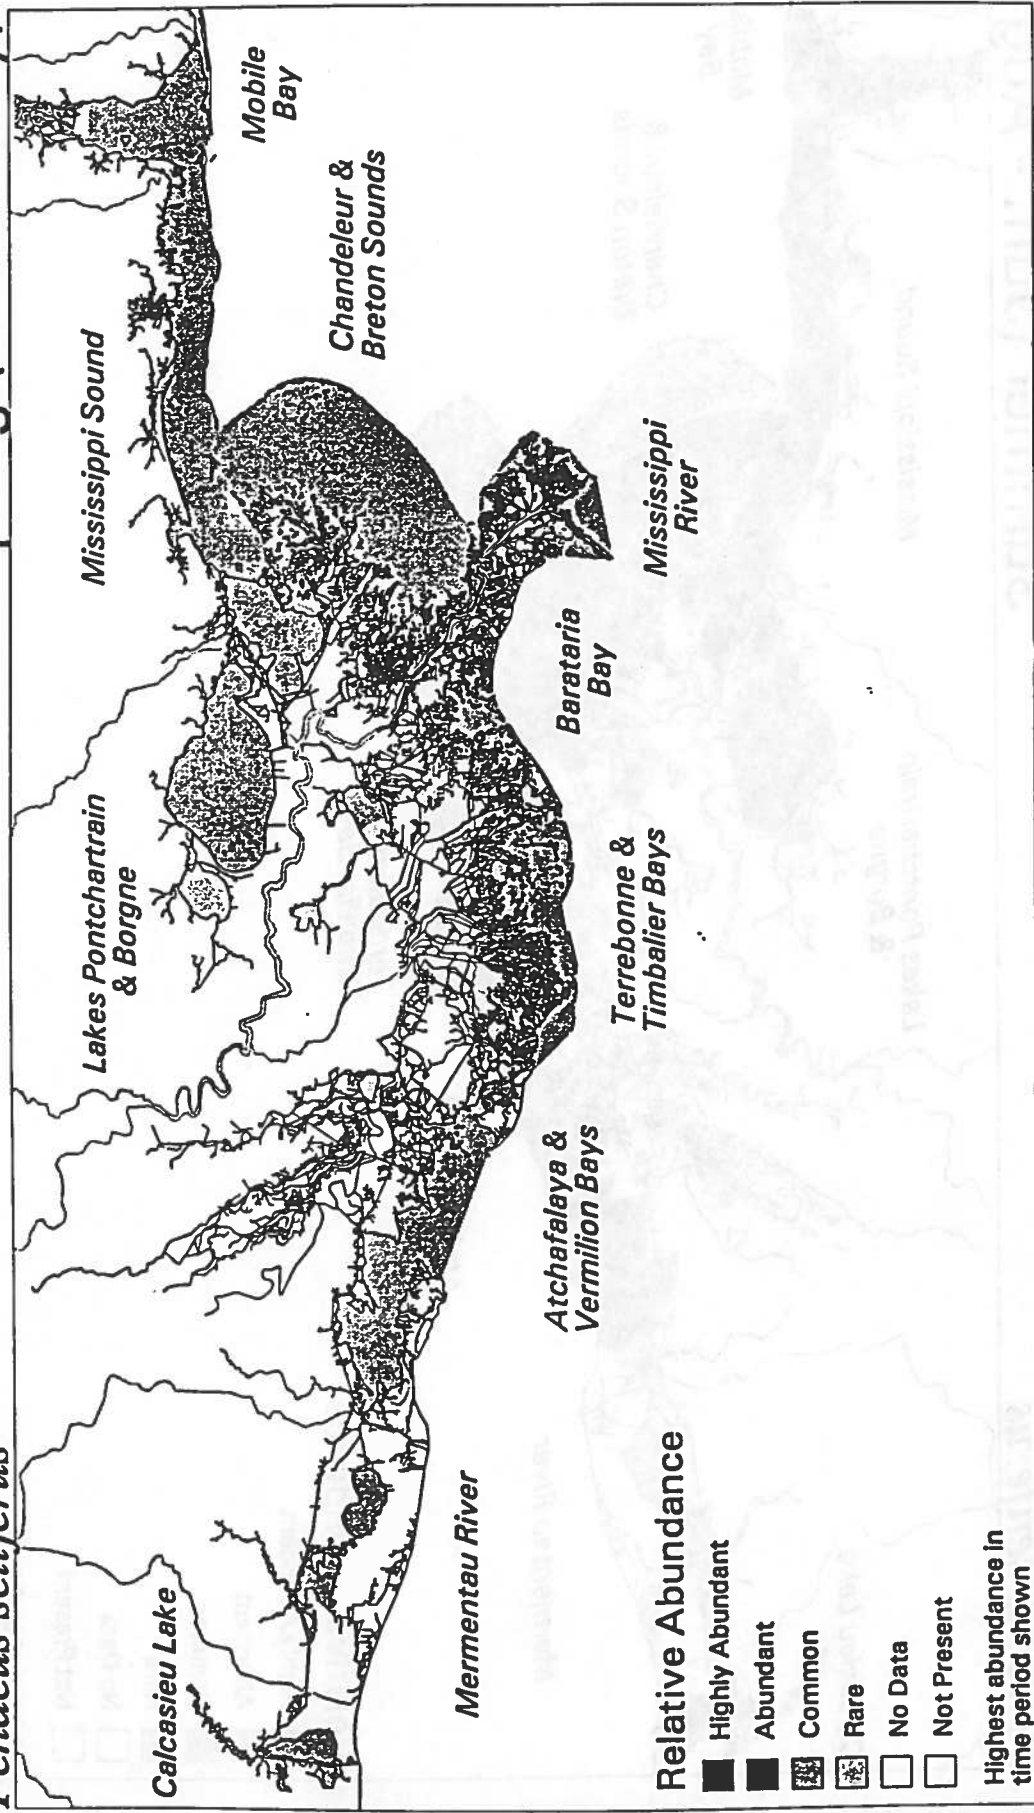 Penaeus setiferus
Calcasieu Lake
Lakes Pontchartrain
& Borgne
Mississippi Sound
Mobile
Bay
Chandeleur &
Breton Sounds
Mississippi
River
Barataria
Bay
Terrebonne &
Timbalier Bays
Atchafalaya &
Vermilion Bays
Mermentau River
Relative Abundance
Highly Abundant
Abundant
Common
Rare
No Data
Not Present
Highest abundance in
time period shown